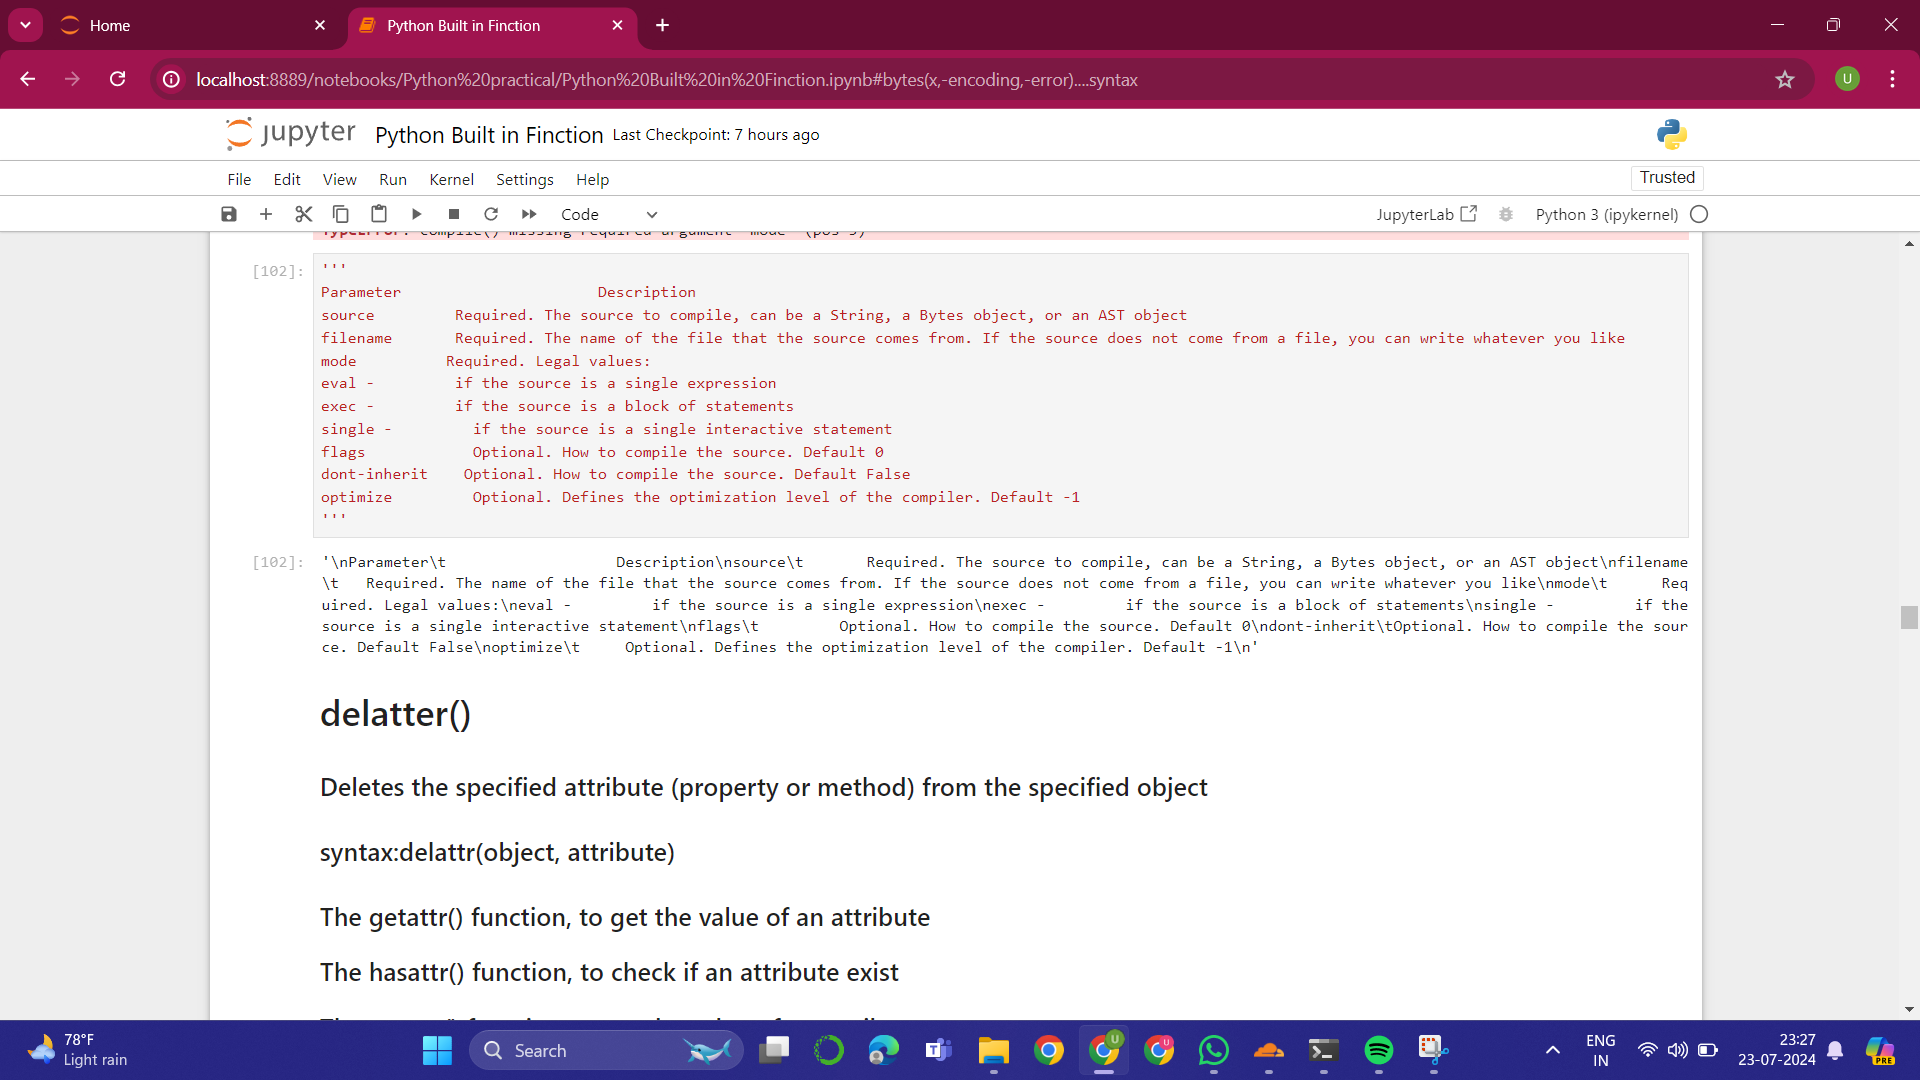 Home
Python Built in Finction
localhost:8889/notebooks/Python%20practical/Python%20Built%20in%20Finction.ipynb#bytes(x,-encoding,-error)....syntax
U
jupyter Python Built in Finction Last Checkpoint: 7 hours ago
File Edit View Run Kernel Settings Help
Trusted
Code
JupyterLab Python 3 (ipykernel)
TypeError: compile() missing required argument 'mode' (pos 3)
[102]: '''
Parameter Description
source Required. The source to compile, can be a String, a Bytes object, or an AST object
filename Required. The name of the file that the source comes from. If the source does not come from a file, you can write whatever you like
mode Required. Legal values:
eval - if the source is a single expression
exec - if the source is a block of statements
single - if the source is a single interactive statement
flags Optional. How to compile the source. Default 0
dont-inherit Optional. How to compile the source. Default False
optimize Optional. Defines the optimization level of the compiler. Default -1
'''
[102]: '\nParameter\t Description\nsource\t Required. The source to compile, can be a String, a Bytes object, or an AST object\nfilename
\t Required. The name of the file that the source comes from. If the source does not come from a file, you can write whatever you like\nmode\t Req
uired. Legal values:\neval - if the source is a single expression\nexec - if the source is a block of statements\nsingle - if the
source is a single interactive statement\nflags\t Optional. How to compile the source. Default 0\ndont-inherit\tOptional. How to compile the sour
ce. Default False\noptimize\t Optional. Defines the optimization level of the compiler. Default -1\n'
delatter()
Deletes the specified attribute (property or method) from the specified object
syntax:delattr(object, attribute)
The getattr() function, to get the value of an attribute
The hasattr() function, to check if an attribute exist
78°F
Light rain
Search
ENG
IN
23:27
23-07-2024
PRE